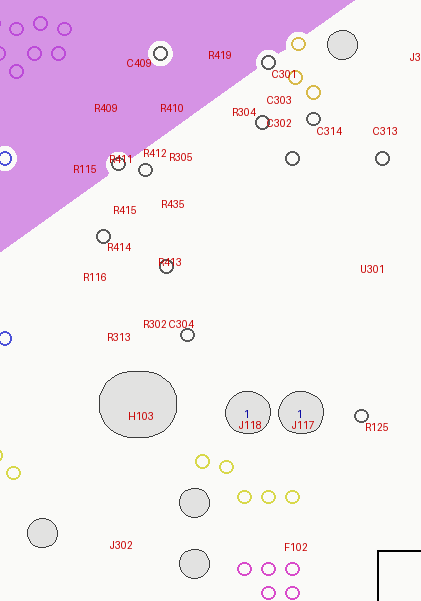 R419
J3
C409
C301
C303
R409
R410
R304
C302
C314
C313
R412
R411
R305
R115
R435
R415
R414
R413
U301
R116
R302
C304
R313
1
1
H103
J118
J117
R125
J302
F102